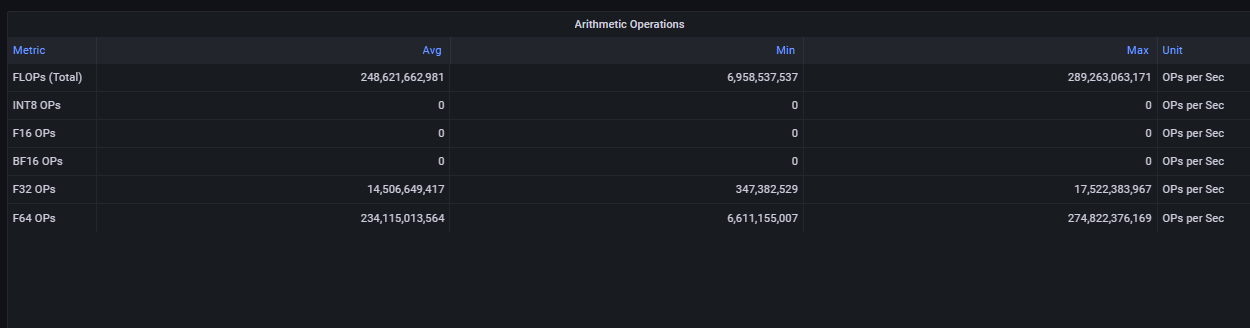 Arithmetic Operations
Metric Avg Min Max Unit
FLOPs (Total) 248,621,662,981 6,958,537,537 289,263,063,171 OPs per Sec
INT8 OPs 0 0 0 OPs per Sec
F16 OPs 0 0 0 OPs per Sec
BF16 OPs 0 0 0 OPs per Sec
F32 OPs 14,506,649,417 347,382,529 17,522,383,967 OPs per Sec
F64 OPs 234,115,013,564 6,611,155,007 274,822,376,169 OPs per Sec